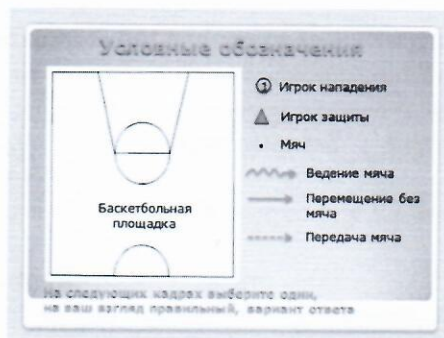 Условные обозначения
1 Игрок нападения
Игрок защиты
Мяч
Ведение мяча
Перемещение без
мяча
Передача мяча
Баскетбольная
площадка
На следующих кадрах выберите один,
на ваш взгляд правильный, вариант ответа